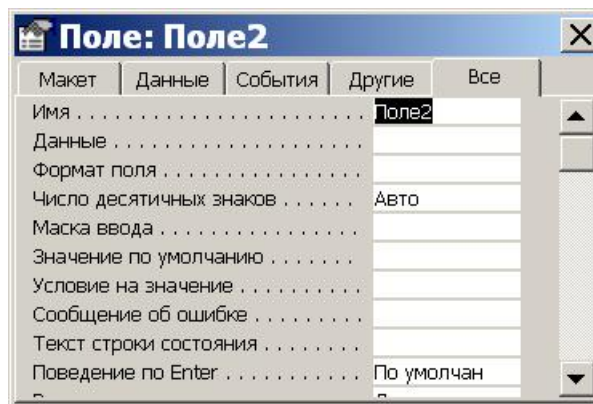 Поле: Поле2
Макет Данные События Другие Все
Имя . . . . . . . . . . . . . . . . . . . . . . . . Поле2
Данные . . . . . . . . . . . . . . . . . . . . .
Формат поля . . . . . . . . . . . . . . . .
Число десятичных знаков . . . . . . Авто
Маска ввода . . . . . . . . . . . . . . . .
Значение по умолчанию . . . . . . .
Условие на значение . . . . . . . . . .
Сообщение об ошибке . . . . . . . . .
Текст строки состояния . . . . . . . .
Поведение по Enter . . . . . . . . . . . По умолчан